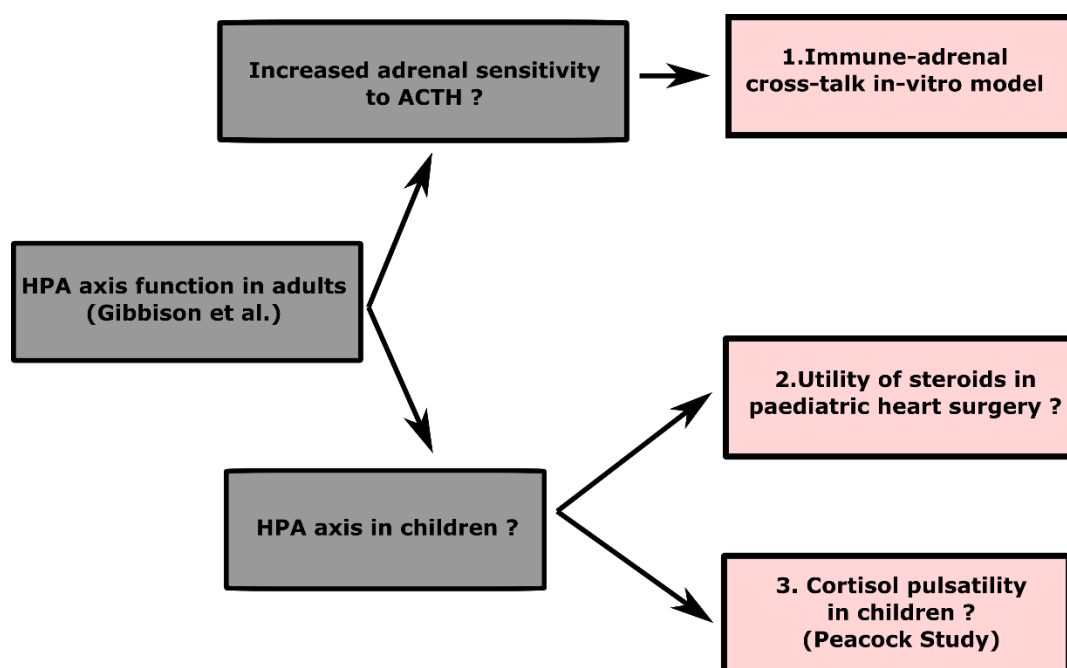 Increased adrenal sensitivity
to ACTH ?
1.Immune-adrenal
cross-talk in-vitro model
HPA axis function in adults
(Gibbison et al.)
2.Utility of steroids in
paediatric heart surgery ?
HPA axis in children ?
3. Cortisol pulsatility
in children ?
(Peacock Study)